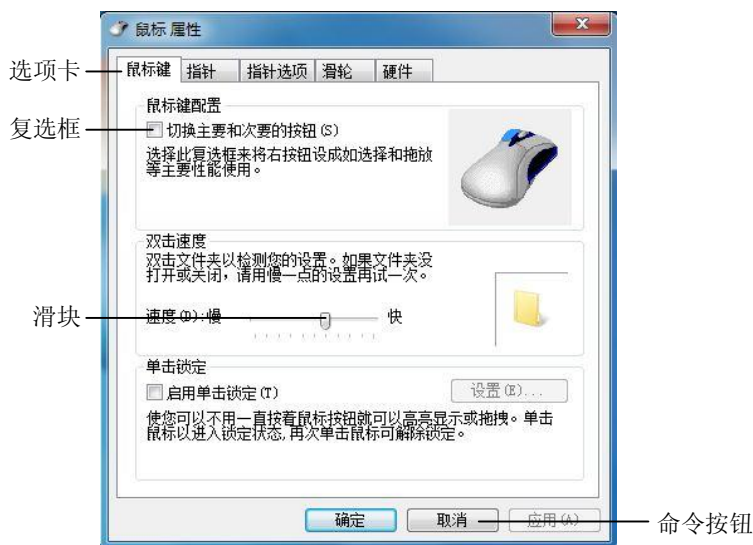 鼠标 属性
选项卡
鼠标键 指针 指针选项 滑轮 硬件
鼠标键配置
复选框
切换主要和次要的按钮(S)
选择此复选框来将右按钮设成如选择和拖放
等主要性能使用。
双击速度
双击文件夹以检测您的设置。如果文件夹没
打开或关闭，请用慢一点的设置再试一次。
滑块
速度(D):慢 快
单击锁定
启用单击锁定(T) 设置(E)...
使您可以不用一直按着鼠标按钮就可以高亮显示或拖拽。单击
鼠标以进入锁定状态,再次单击鼠标可解除锁定。
确定 取消 应用(A)
命令按钮